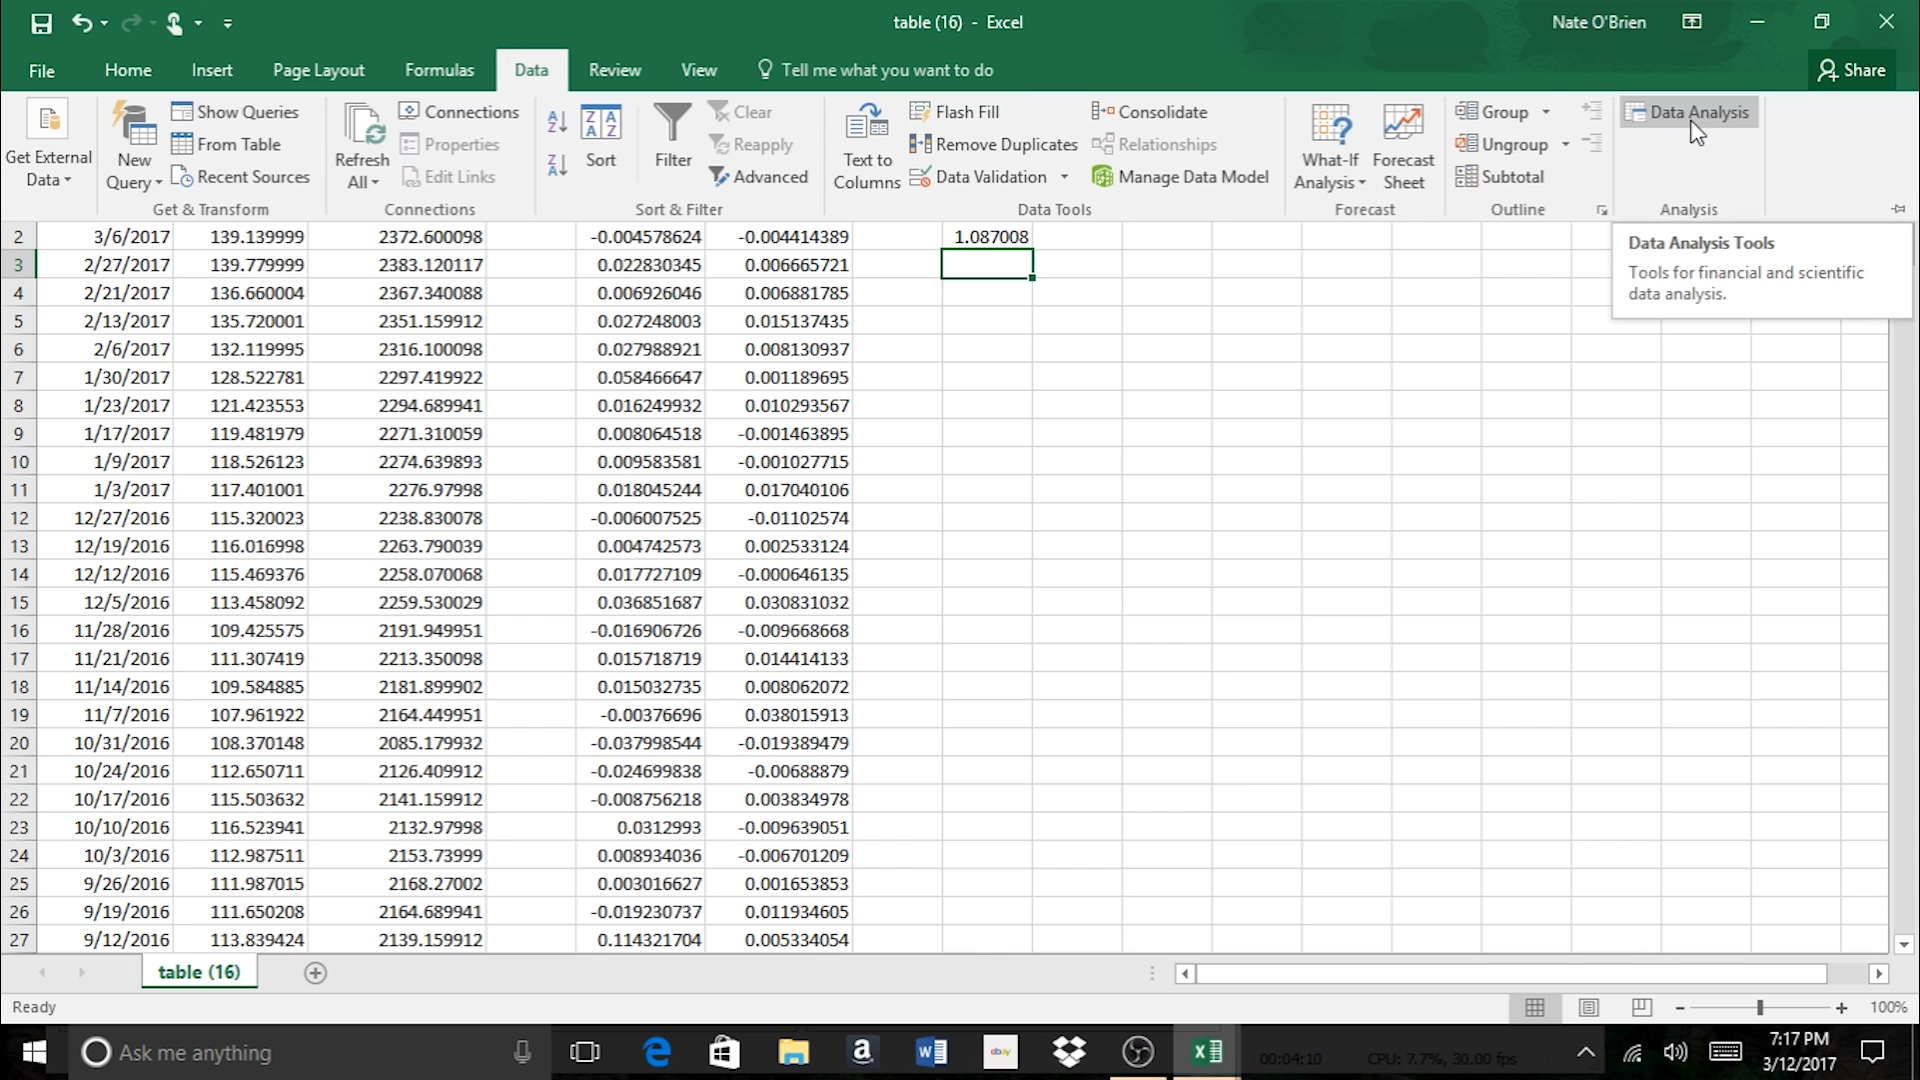 table (16) - Excel
Nate O'Brien
File Home Insert Page Layout Formulas Data Review View Tell me what you want to do Share
Get External Data
New Query
Show Queries
From Table
Recent Sources
Get & Transform
Refresh All
Connections
Properties
Edit Links
Connections
Sort
Filter
Clear
Reapply
Advanced
Sort & Filter
Text to Columns
Flash Fill
Remove Duplicates
Data Validation
Consolidate
Relationships
Manage Data Model
Data Tools
What-If Analysis
Forecast Sheet
Forecast
Group
Ungroup
Subtotal
Outline
Data Analysis
Analysis
Data Analysis Tools
Tools for financial and scientific
data analysis.
2 3/6/2017 139.139999 2372.600098 -0.004578624 -0.004414389 1.087008
3 2/27/2017 139.779999 2383.120117 0.022830345 0.006665721
4 2/21/2017 136.660004 2367.340088 0.006926046 0.006881785
5 2/13/2017 135.720001 2351.159912 0.027248003 0.015137435
6 2/6/2017 132.119995 2316.100098 0.027988921 0.008130937
7 1/30/2017 128.522781 2297.419922 0.058466647 0.001189695
8 1/23/2017 121.423553 2294.689941 0.016249932 0.010293567
9 1/17/2017 119.481979 2271.310059 0.008064518 -0.001463895
10 1/9/2017 118.526123 2274.639893 0.009583581 -0.001027715
11 1/3/2017 117.401001 2276.97998 0.018045244 0.017040106
12 12/27/2016 115.320023 2238.830078 -0.006007525 -0.01102574
13 12/19/2016 116.016998 2263.790039 0.004742573 0.002533124
14 12/12/2016 115.469376 2258.070068 0.017727109 -0.000646135
15 12/5/2016 113.458092 2259.530029 0.036851687 0.030831032
16 11/28/2016 109.425575 2191.949951 -0.016906726 -0.009668668
17 11/21/2016 111.307419 2213.350098 0.015718719 0.014414133
18 11/14/2016 109.584885 2181.899902 0.015032735 0.008062072
19 11/7/2016 107.961922 2164.449951 -0.00376696 0.038015913
20 10/31/2016 108.370148 2085.179932 -0.037998544 -0.019389479
21 10/24/2016 112.650711 2126.409912 -0.024699838 -0.00688879
22 10/17/2016 115.503632 2141.159912 -0.008756218 0.003834978
23 10/10/2016 116.523941 2132.97998 0.0312993 -0.009639051
24 10/3/2016 112.987511 2153.73999 0.008934036 -0.006701209
25 9/26/2016 111.987015 2168.27002 0.003016627 0.001653853
26 9/19/2016 111.650208 2164.689941 -0.019230737 0.011934605
27 9/12/2016 113.839424 2139.159912 0.114321704 0.005334054
table (16)
Ready
100%
Ask me anything
ebay
00:04:10 CPU: 7.7%, 30.00 fps
7:17 PM
3/12/2017